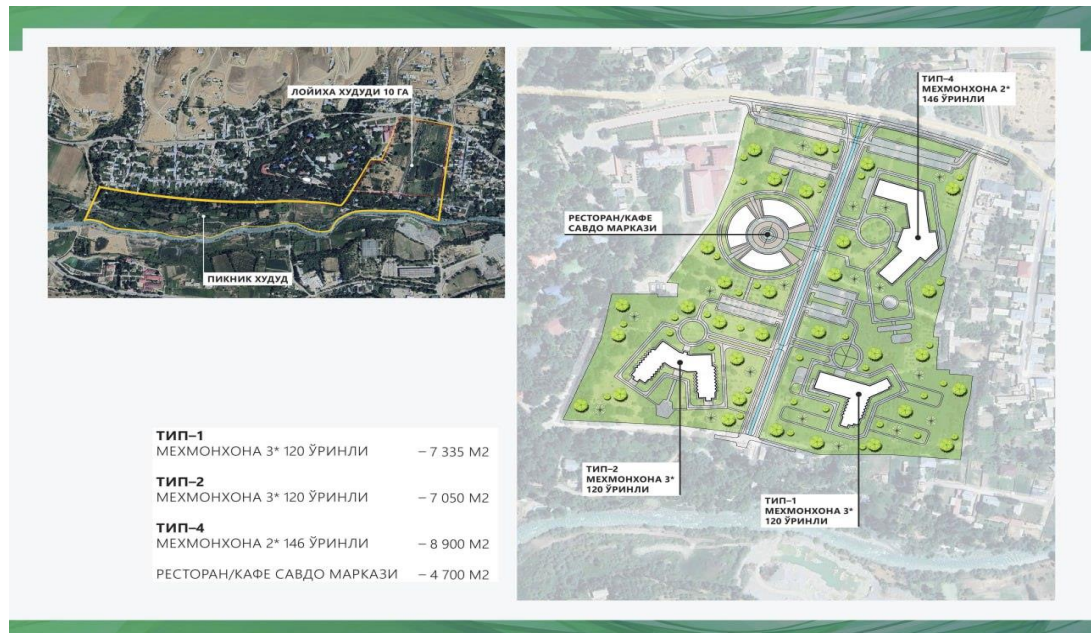 ЛОЙИХА ХУДУДИ 10 ГА
ПИКНИК ХУДУД
ТИП–4
МЕХМОНХОНА 2*
146 ЎРИНЛИ
РЕСТОРАН/КАФЕ
САВДО МАРКАЗИ
ТИП–2
МЕХМОНХОНА 3*
120 ЎРИНЛИ
ТИП–1
МЕХМОНХОНА 3*
120 ЎРИНЛИ
ТИП–1
МЕХМОНХОНА 3* 120 ЎРИНЛИ – 7 335 М2
ТИП–2
МЕХМОНХОНА 3* 120 ЎРИНЛИ – 7 050 М2
ТИП–4
МЕХМОНХОНА 2* 146 ЎРИНЛИ – 8 900 М2
РЕСТОРАН/КАФЕ САВДО МАРКАЗИ – 4 700 М2